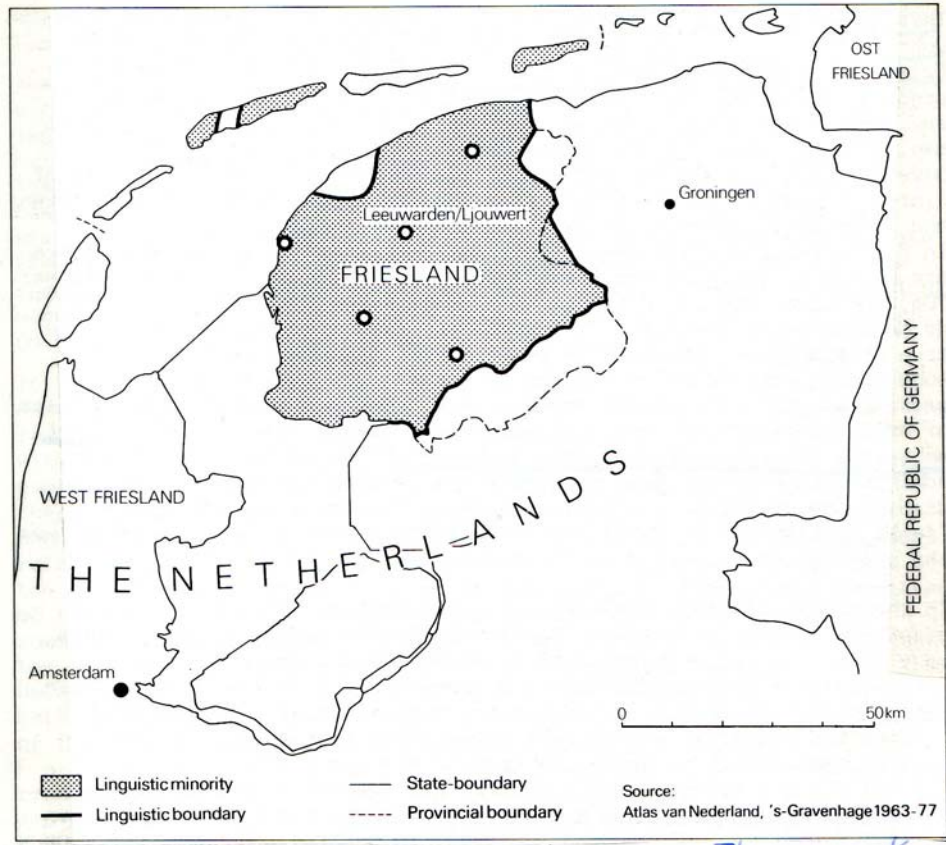 OST
FRIESLAND
Groningen
Leeuwarden/Ljouwert
FRIESLAND
FEDERAL REPUBLIC OF GERMANY
WEST FRIESLAND
THE NETHERLANDS
Amsterdam
0 50km
Linguistic minority
Linguistic boundary
State-boundary
Provincial boundary
Source:
Atlas van Nederland, 's-Gravenhage 1963-77